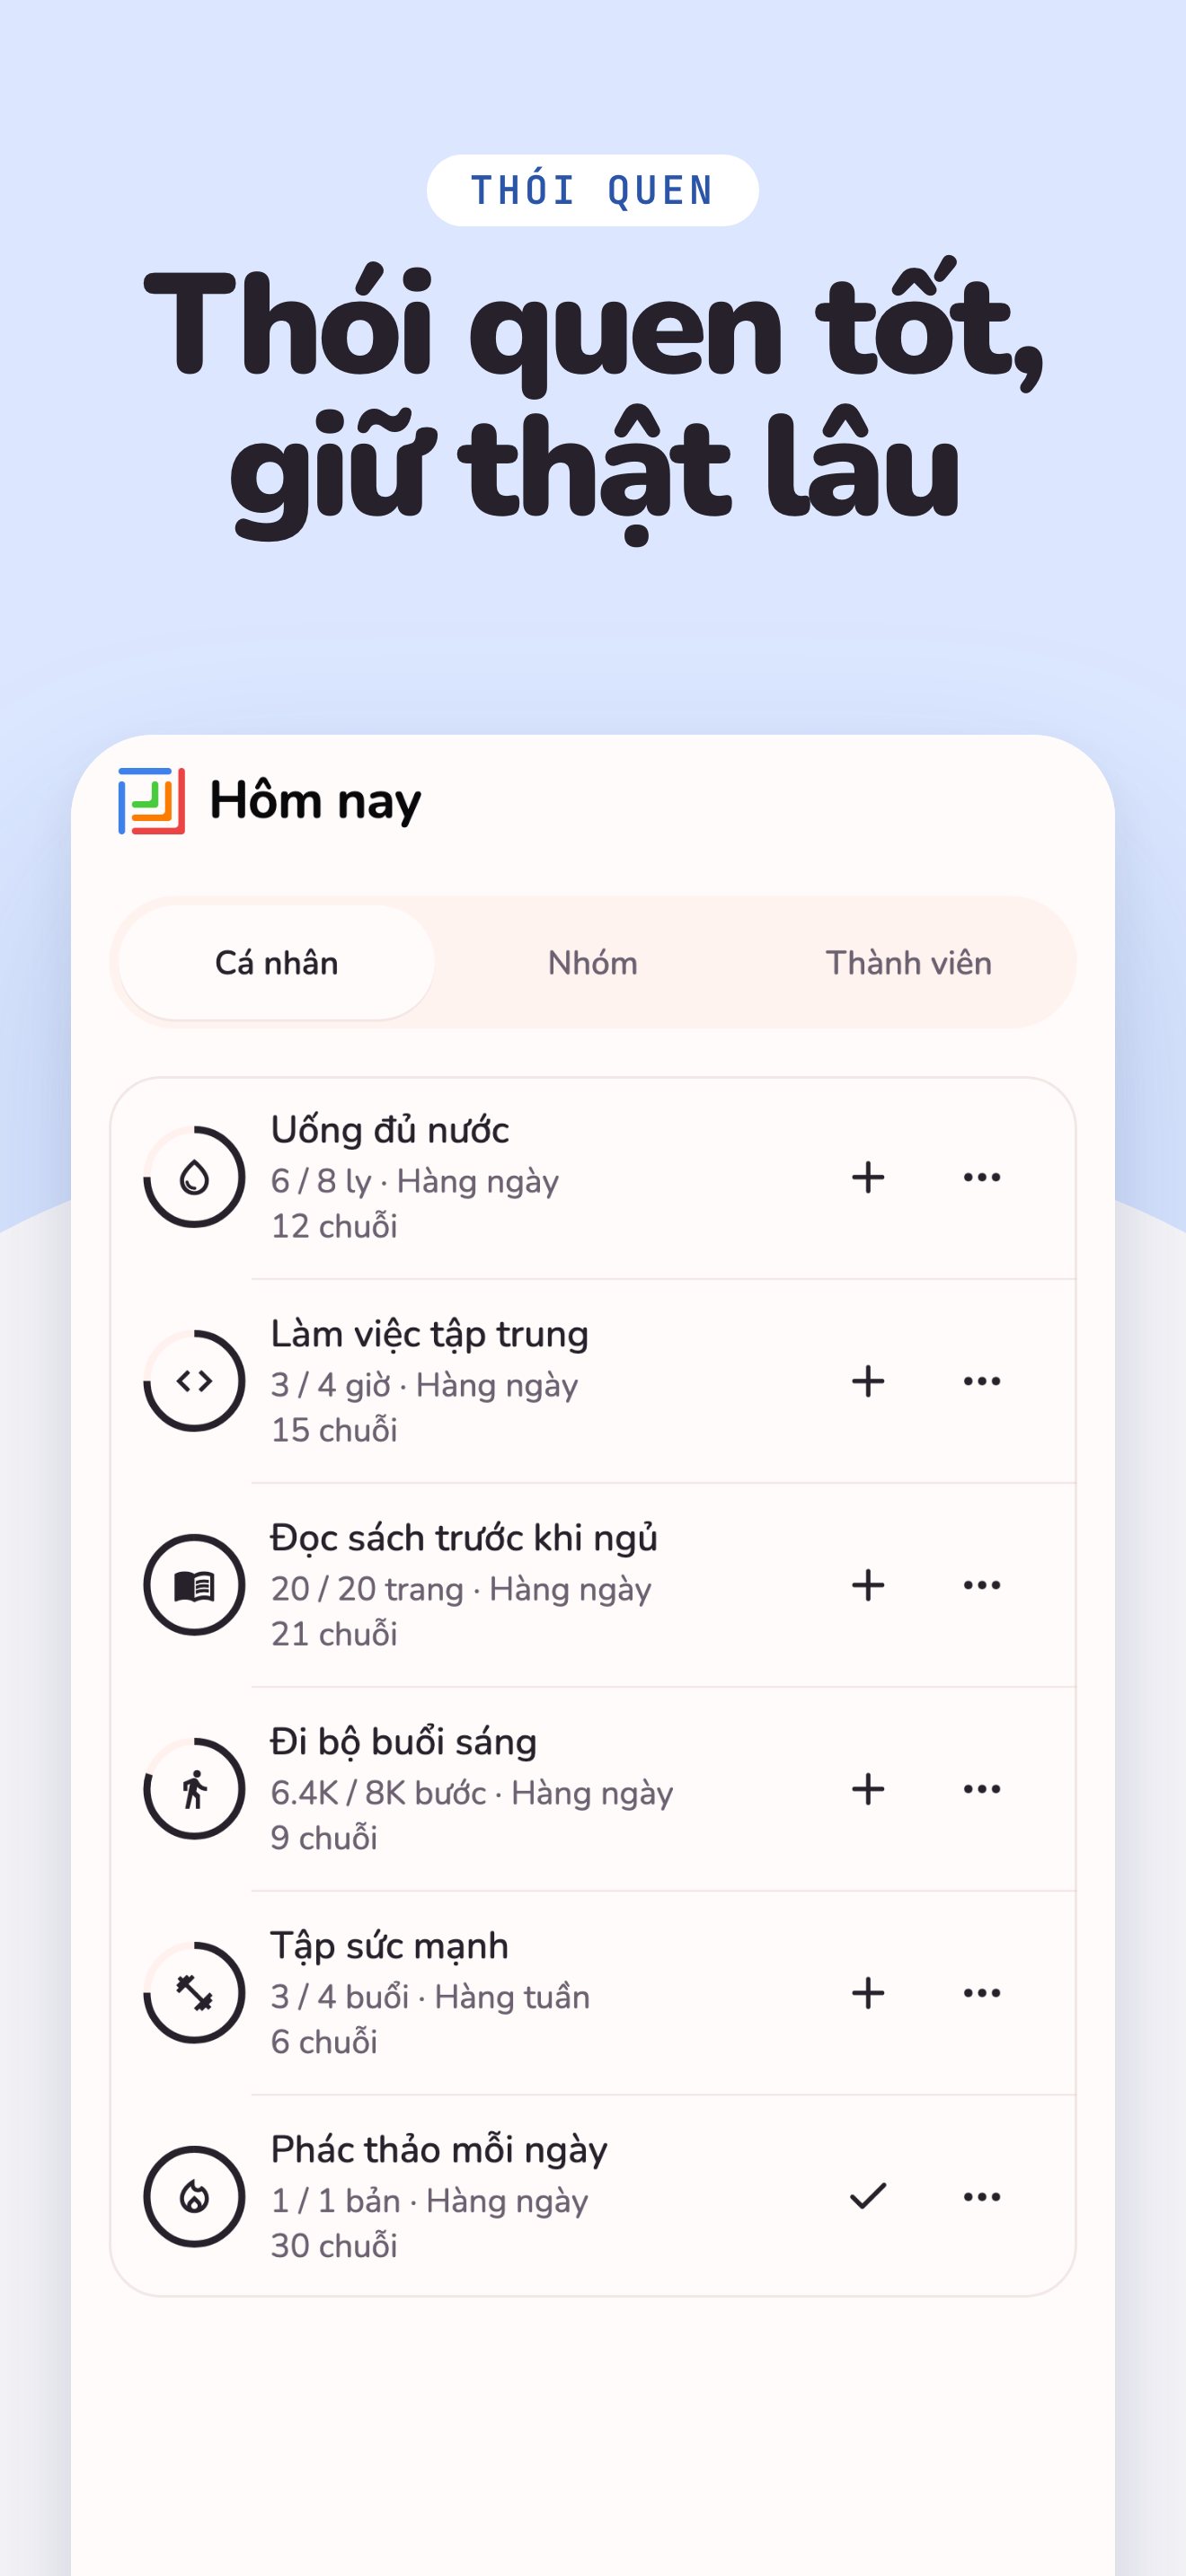 THÓI QUEN
Thói quen tốt,
giữ thật lâu
Hôm nay
Cá nhân
Nhóm
Thành viên
Uống đủ nước
6 / 8 ly · Hàng ngày
12 chuỗi
Làm việc tập trung
3 / 4 giờ · Hàng ngày
15 chuỗi
Đọc sách trước khi ngủ
20 / 20 trang · Hàng ngày
21 chuỗi
Đi bộ buổi sáng
6.4K / 8K bước · Hàng ngày
9 chuỗi
Tập sức mạnh
3 / 4 buổi · Hàng tuần
6 chuỗi
Phác thảo mỗi ngày
1 / 1 bản · Hàng ngày
30 chuỗi